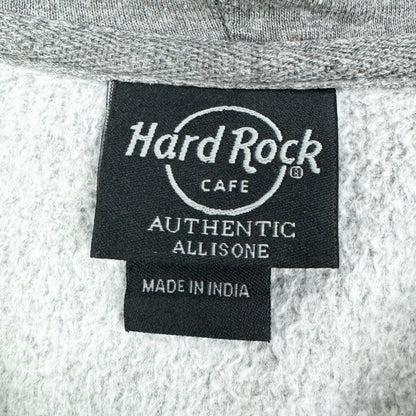 Hard Rock®
CAFE
AUTHENTIC
ALLISONE
MADE IN INDIA